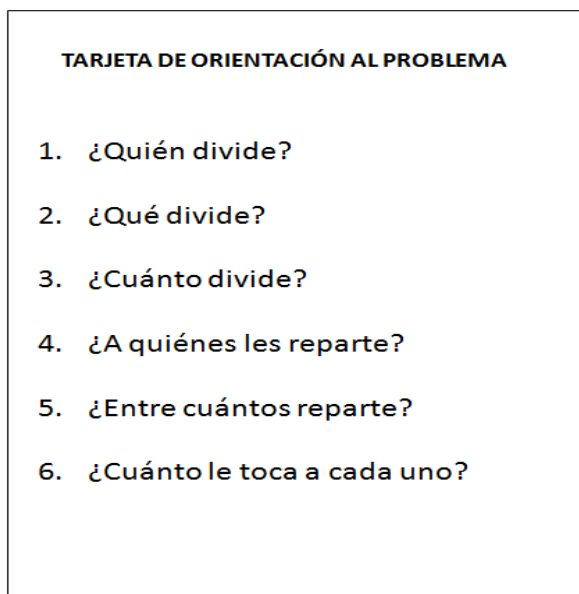 TARJETA DE ORIENTACIÓN AL PROBLEMA
1. ¿Quién divide?
2. ¿Qué divide?
3. ¿Cuánto divide?
4. ¿A quiénes les reparte?
5. ¿Entre cuántos reparte?
6. ¿Cuánto le toca a cada uno?